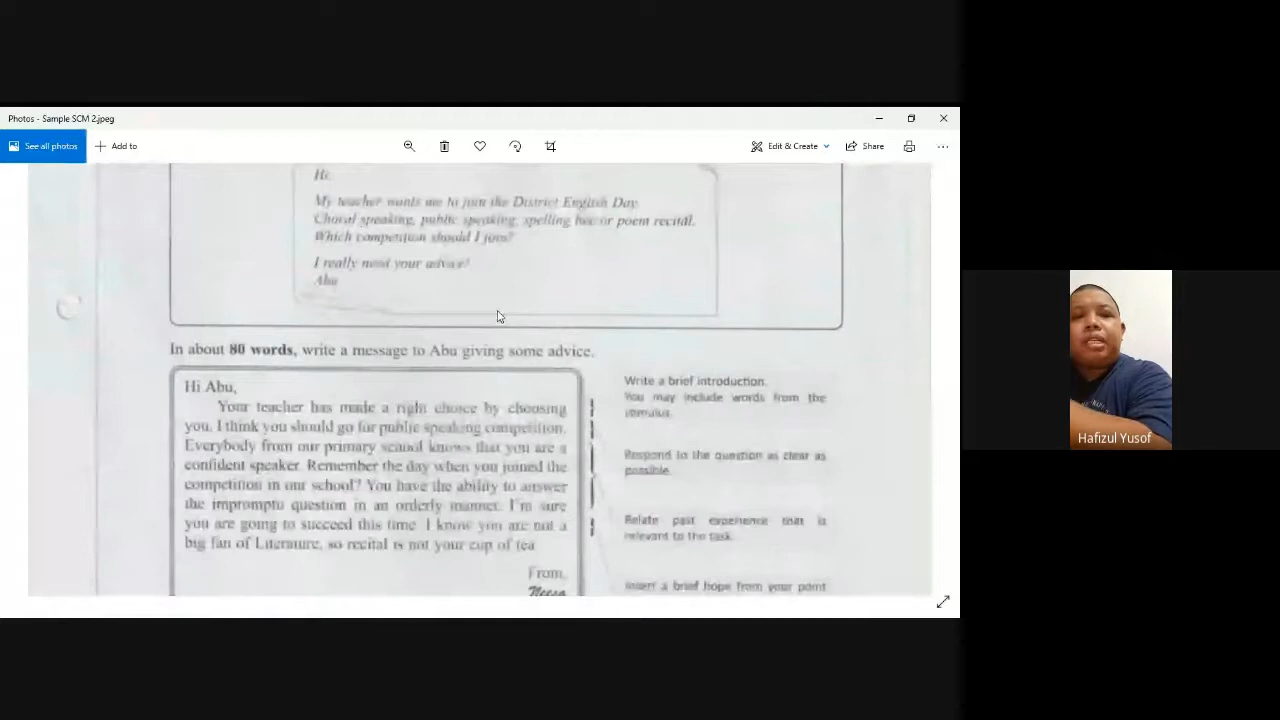 Photos - Sample SCM 2.jpeg
See all photos
Add to
Edit & Create
Share
Hi,
My teacher wants me to join the District English Day.
Choral speaking, public speaking, spelling bee or poem recital.
Which competition should I join?
I really need your advice!
Abu
In about 80 words, write a message to Abu giving some advice.
Hi Abu,
Your teacher has made a right choice by choosing
you. I think you should go for public speaking competition.
Everybody from our primary school knows that you are a
confident speaker. Remember the day when you joined the
competition in our school? You have the ability to answer
the impromptu question in an orderly manner. I'm sure
you are going to succeed this time. I know you are not a
big fan of Literature, so recital is not your cup of tea
From,
Neesa
Write a brief introduction.
You may include words from the
stimulus.
Respond to the question as clear as
possible.
Relate past experience that is
relevant to the task.
Insert a brief hope from your point
Hafizul Yusof